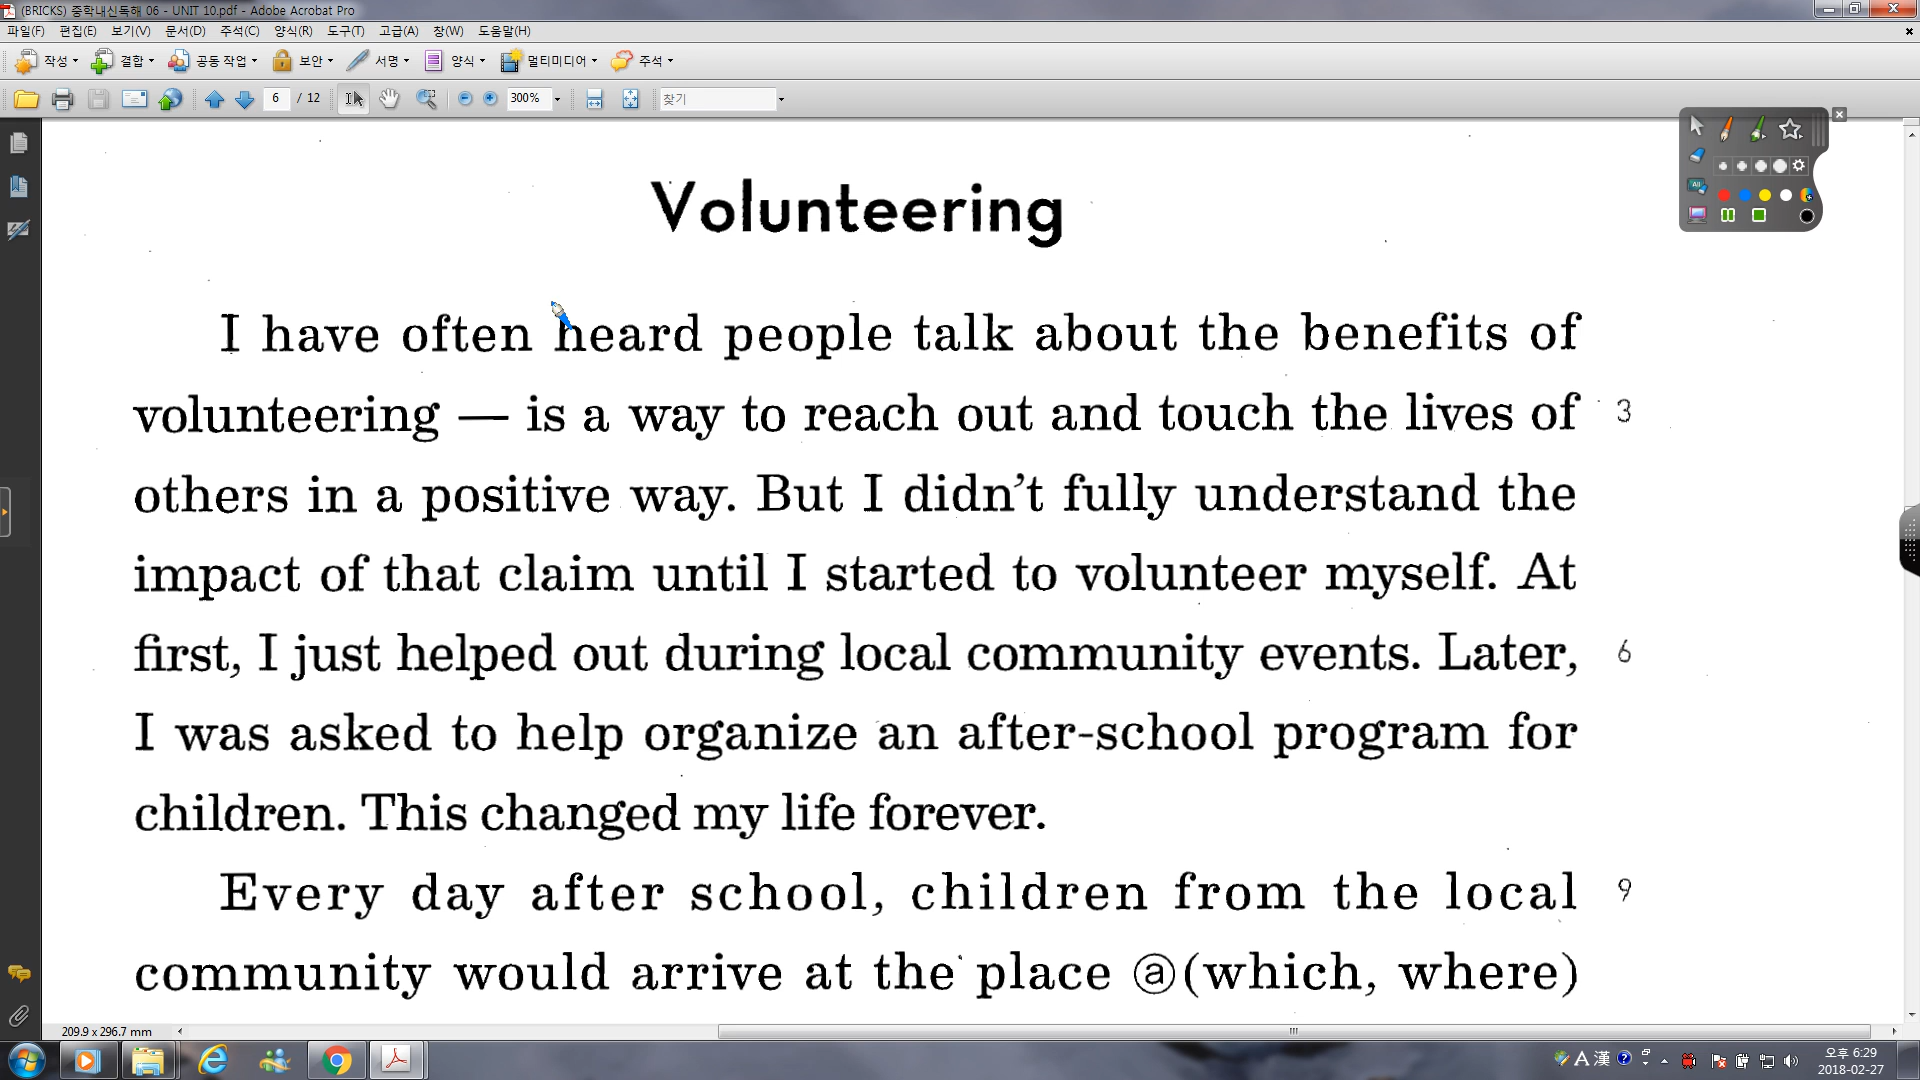 (BRICKS) 중학내신독해 06 - UNIT 10.pdf - Adobe Acrobat Pro
파일(F) 편집(E) 보기(V) 문서(D) 주석(C) 양식(R) 도구(T) 고급(A) 창(W) 도움말(H)
작성 결합 공동 작업 보안 서명 양식 멀티미디어 주석
6 / 12 300% 찾기
Volunteering
I have often heard people talk about the benefits of
volunteering — is a way to reach out and touch the lives of 3
others in a positive way. But I didn't fully understand the
impact of that claim until I started to volunteer myself. At
first, I just helped out during local community events. Later, 6
I was asked to help organize an after-school program for
children. This changed my life forever.
Every day after school, children from the local 9
community would arrive at the place ⓐ(which, where)
209.9 x 296.7 mm
A 漢
오후 6:29
2018-02-27